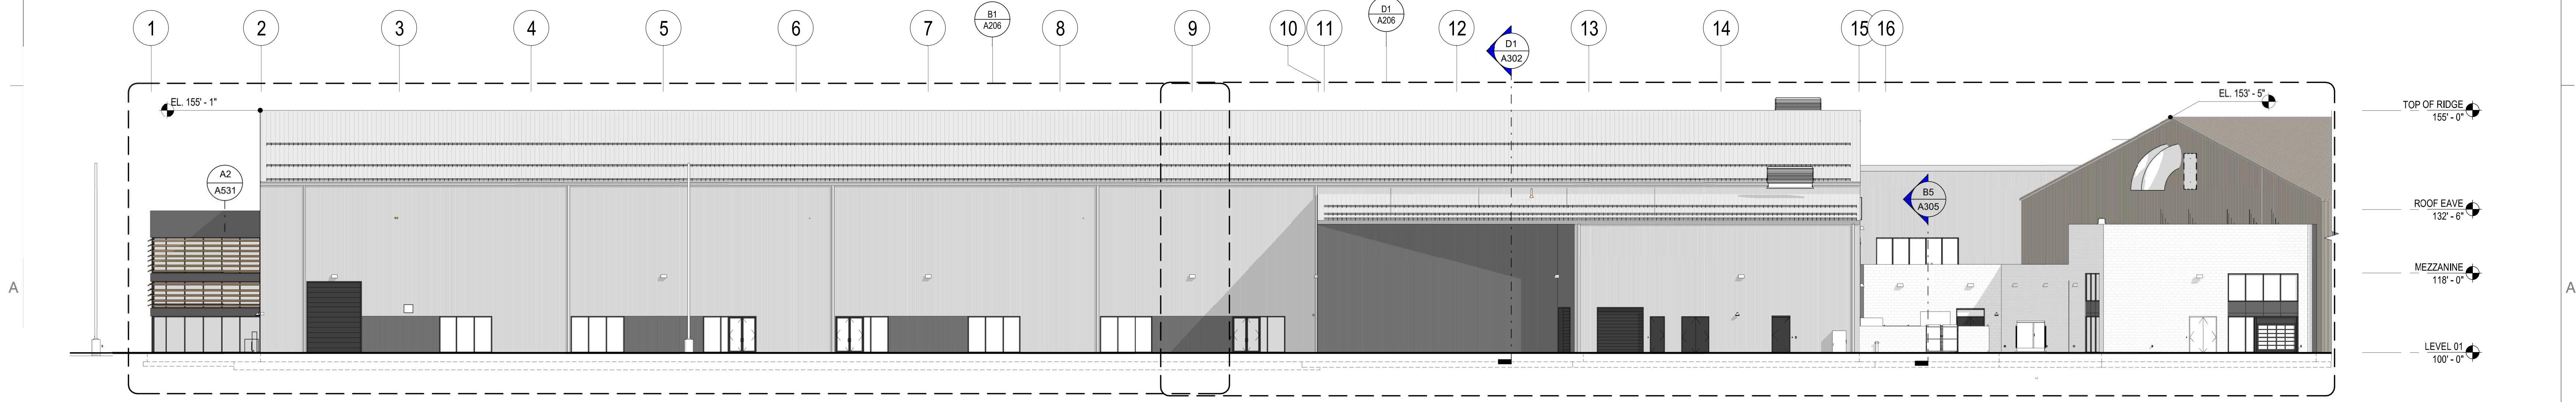 1
2
3
4
5
6
7
B1
A206
8
9
10
11
D1
A206
12
D1
A302
13
14
15
16
EL. 155' - 1"
EL. 153' - 5"
TOP OF RIDGE
155' - 0"
A2
A531
B5
A305
ROOF EAVE
132' - 6"
MEZZANINE
118' - 0"
A
A
LEVEL 01
100' - 0"